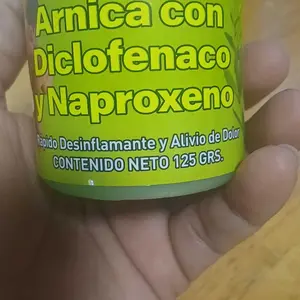 Arnica con
Diclofenaco
y Naproxeno
Rápido Desinflamante y Alivio de Dolor
CONTENIDO NETO 125 GRS.